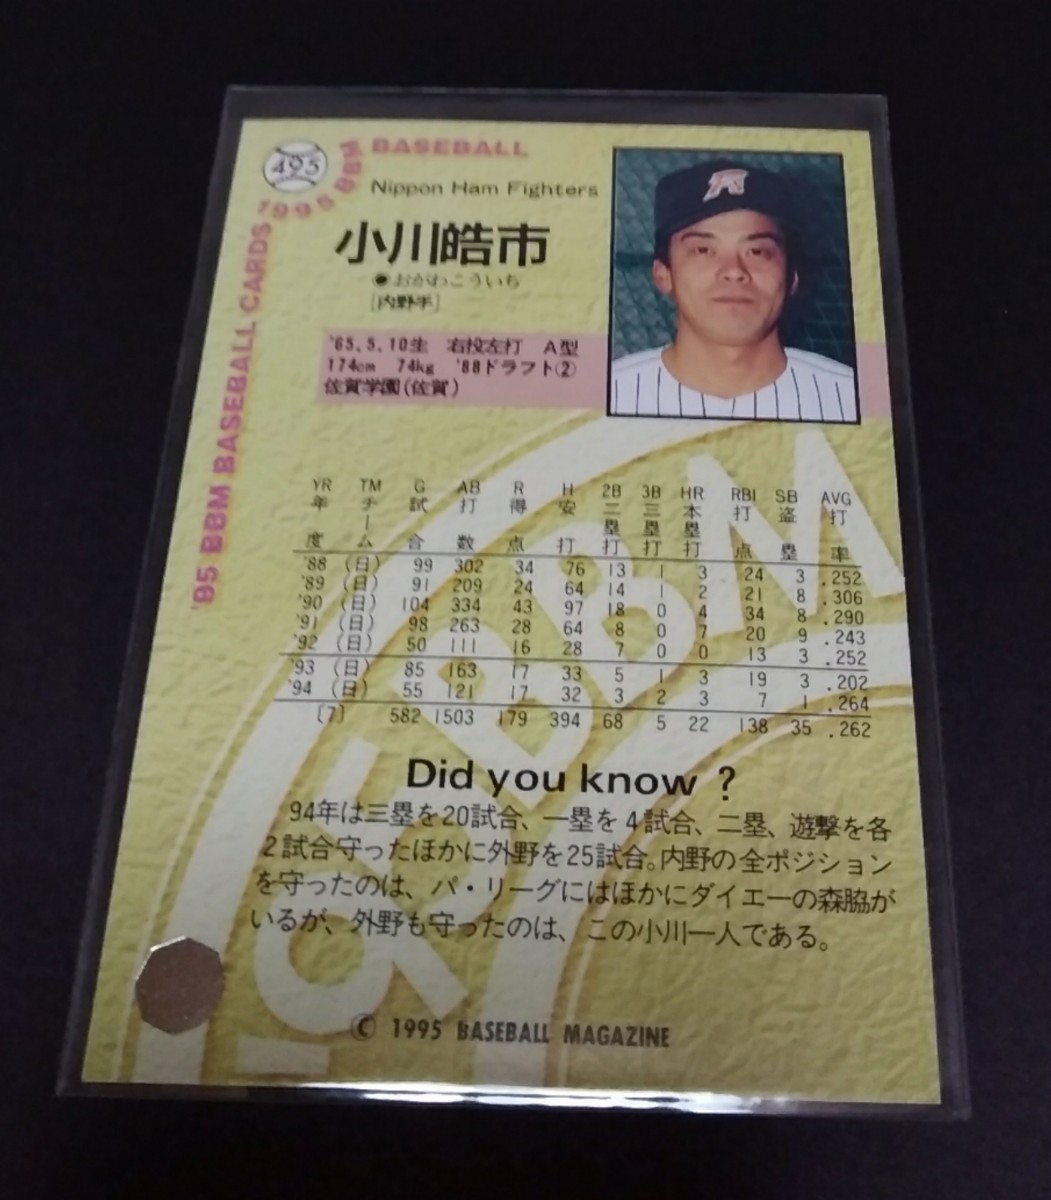 495
1995 BBM BASEBALL
Nippon Ham Fighters
小川皓市
●おがわこういち
[内野手]
'65.5.10生 右投左打 A型
174cm 74kg '88ドラフト②
佐賀学園(佐賀)
'95 BBM BASEBALL CARDS
YR TM G AB R H 2B 3B HR RBI SB AVG
年度 チーム 試合 打数 得点 安打 二塁打 三塁打 本塁打 打点 盗塁 打率
'88 (日) 99 302 34 76 13 1 3 24 3 .252
'89 (日) 91 209 24 64 14 1 2 21 8 .306
'90 (日) 104 334 43 97 18 0 4 34 8 .290
'91 (日) 98 263 28 64 8 0 7 20 9 .243
'92 (日) 50 111 16 28 7 0 0 13 3 .252
'93 (日) 85 163 17 33 5 1 3 19 3 .202
'94 (日) 55 121 17 32 3 2 3 7 1 .264
〔7〕 582 1503 179 394 68 5 22 138 35 .262
Did you know ?
94年は三塁を20試合、一塁を4試合、二塁、遊撃を各
2試合守ったほかに外野を25試合。内野の全ポジション
を守ったのは、パ・リーグにはほかにダイエーの森脇が
いるが、外野も守ったのは、この小川一人である。
'95 BBM
© 1995 BASEBALL MAGAZINE